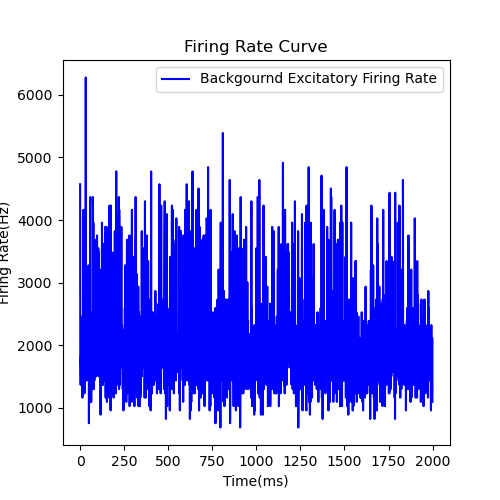 Firing Rate Curve
Backgournd Excitatory Firing Rate
6000
5000
4000
3000
2000
1000
Firing Rate(Hz)
0 250 500 750 1000 1250 1500 1750 2000
Time(ms)